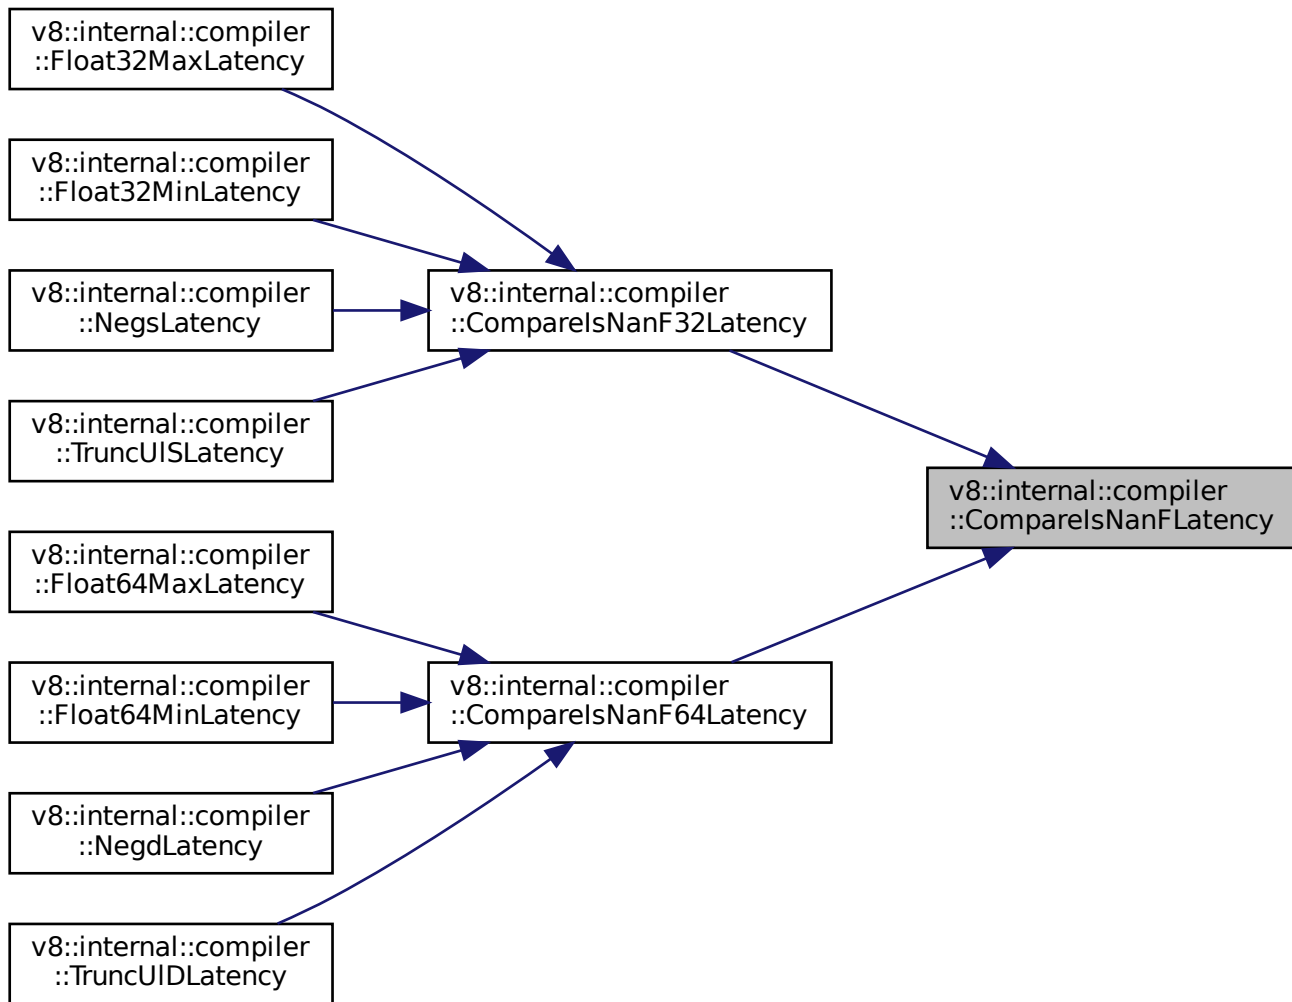 v8::internal::compiler
::Float32MaxLatency
v8::internal::compiler
::Float32MinLatency
v8::internal::compiler
::NegsLatency
v8::internal::compiler
::TruncUlSLatency
v8::internal::compiler
::Float64MaxLatency
v8::internal::compiler
::Float64MinLatency
v8::internal::compiler
::NegdLatency
v8::internal::compiler
::TruncUlDLatency
v8::internal::compiler
::CompareIsNanF32Latency
v8::internal::compiler
::CompareIsNanF64Latency
v8::internal::compiler
::CompareIsNanFLatency